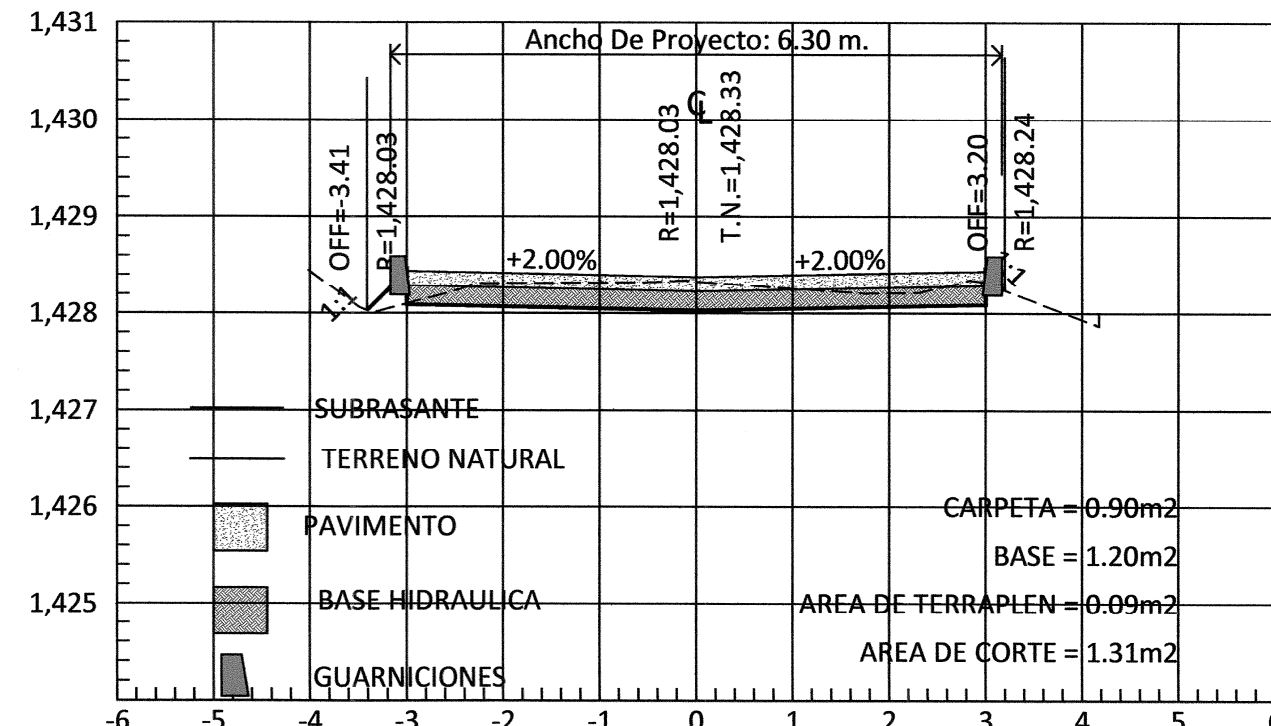 1,431
Ancho De Proyecto: 6.30 m.
1,430
OFF=-3.41
R=1,428.03
R=1,428.03
℄
T.N.=1,428.33
OFF=3.20
R=1,428.24
1,429
+2.00%
+2.00%
1:1
1,428
1,427
SUBRASANTE
TERRENO NATURAL
1,426
PAVIMENTO
CARPETA = 0.90m2
BASE = 1.20m2
1,425
BASE HIDRAULICA
AREA DE TERRAPLEN = 0.09m2
AREA DE CORTE = 1.31m2
GUARNICIONES
-6 -5 -4 -3 -2 -1 0 1 2 3 4 5